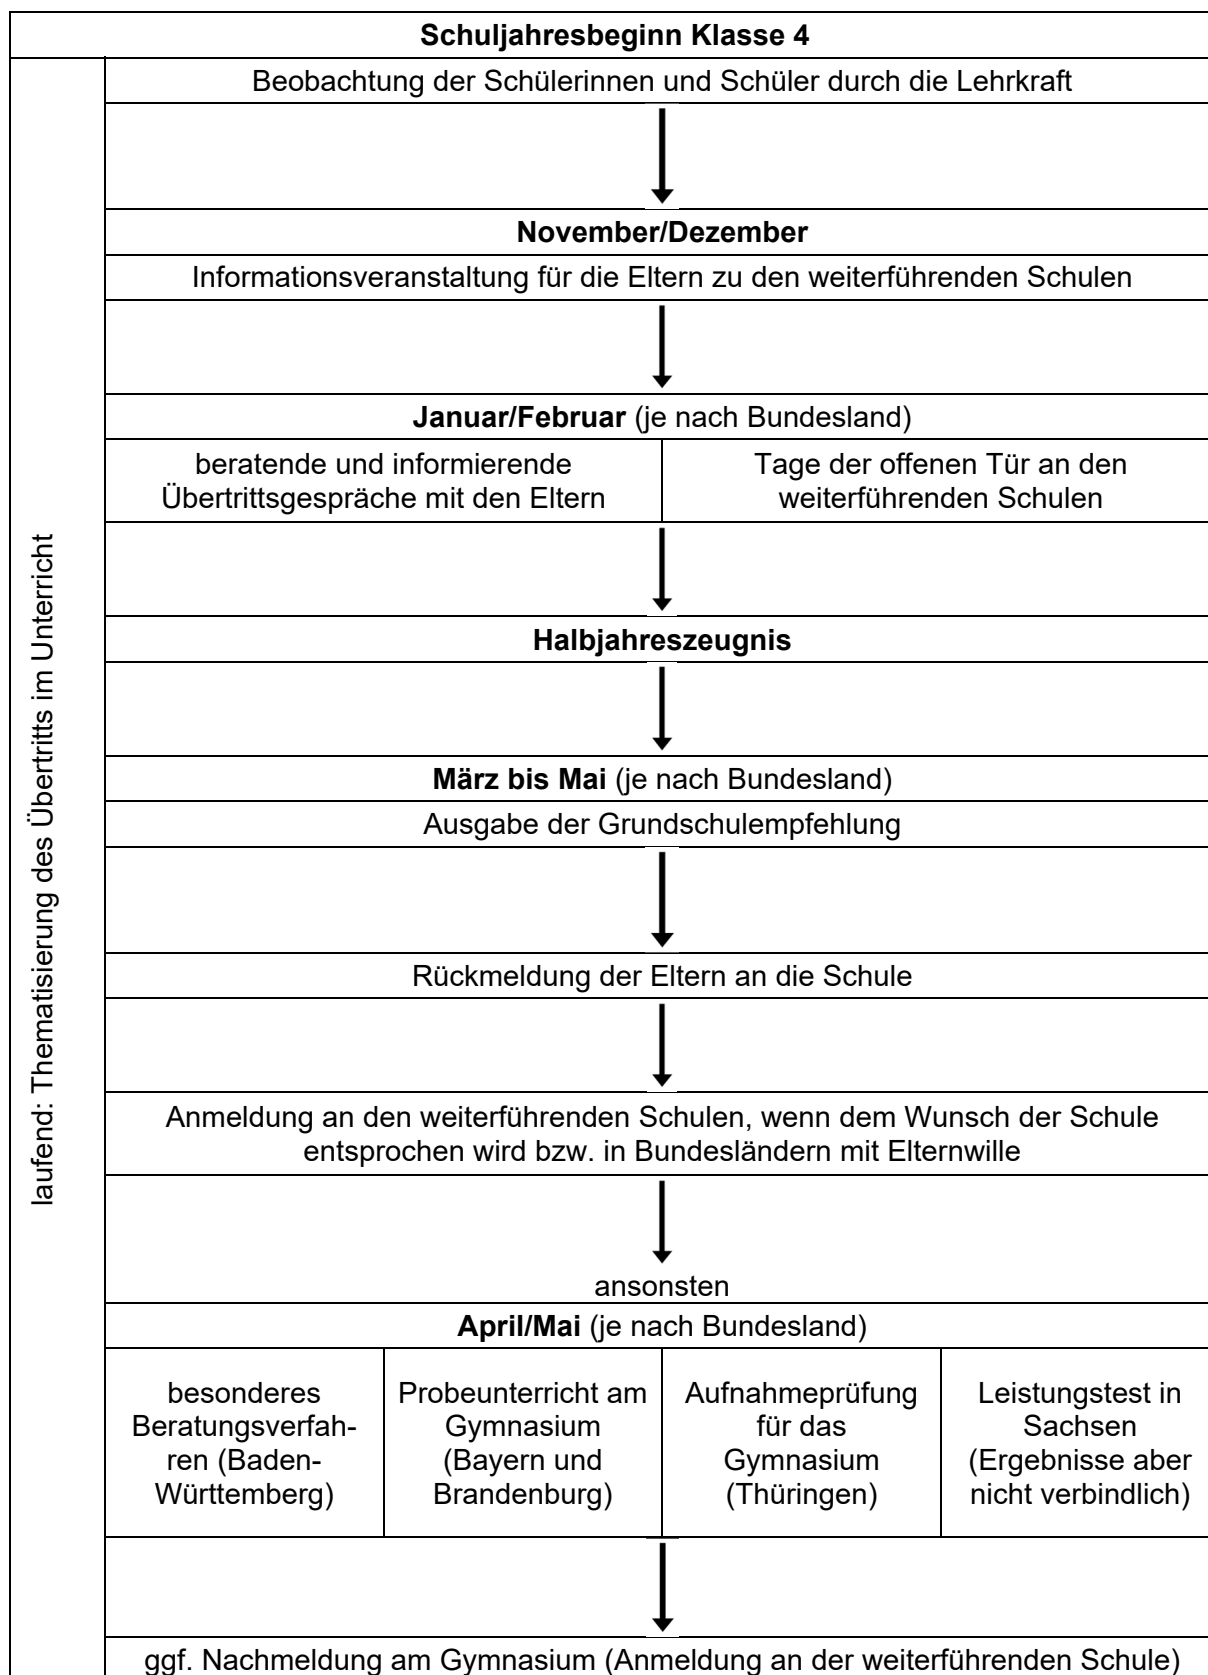 Schuljahresbeginn Klasse 4
laufend: Thematisierung des Übertritts im Unterricht
Beobachtung der Schülerinnen und Schüler durch die Lehrkraft
November/Dezember
Informationsveranstaltung für die Eltern zu den weiterführenden Schulen
Januar/Februar (je nach Bundesland)
beratende und informierende
Übertrittsgespräche mit den Eltern
Tage der offenen Tür an den
weiterführenden Schulen
Halbjahreszeugnis
März bis Mai (je nach Bundesland)
Ausgabe der Grundschulempfehlung
Rückmeldung der Eltern an die Schule
Anmeldung an den weiterführenden Schulen, wenn dem Wunsch der Schule
entsprochen wird bzw. in Bundesländern mit Elternwille
ansonsten
April/Mai (je nach Bundesland)
besonderes
Beratungsverfah-
ren (Baden-
Württemberg)
Probeunterricht am
Gymnasium
(Bayern und
Brandenburg)
Aufnahmeprüfung
für das
Gymnasium
(Thüringen)
Leistungstest in
Sachsen
(Ergebnisse aber
nicht verbindlich)
ggf. Nachmeldung am Gymnasium (Anmeldung an der weiterführenden Schule)